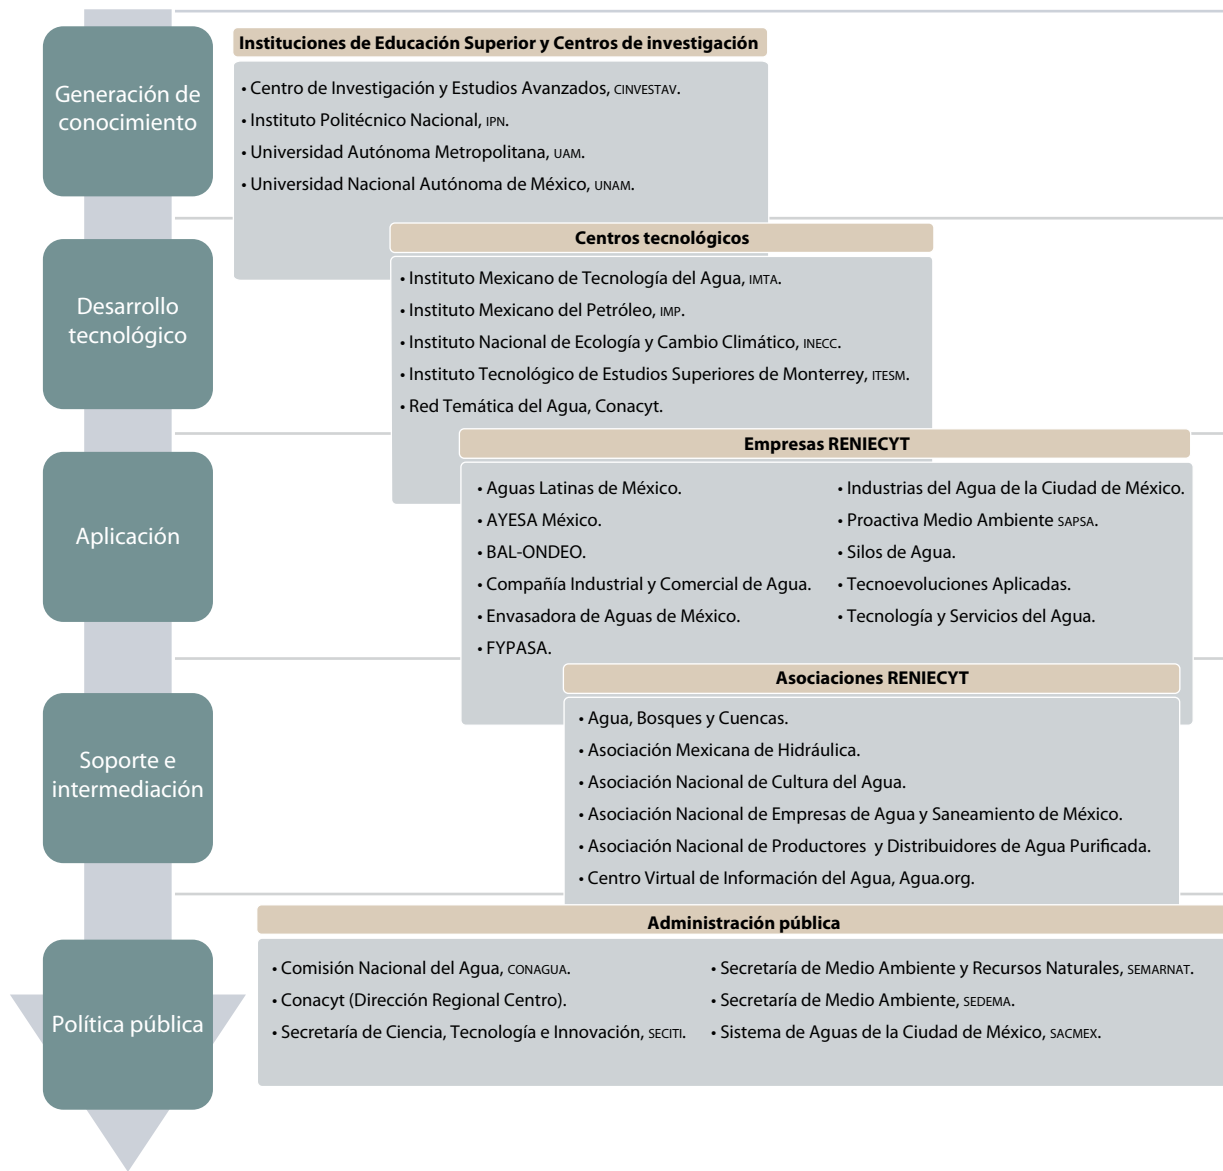 Generación de
conocimiento
Instituciones de Educación Superior y Centros de investigación
• Centro de Investigación y Estudios Avanzados, CINVESTAV.
• Instituto Politécnico Nacional, IPN.
• Universidad Autónoma Metropolitana, UAM.
• Universidad Nacional Autónoma de México, UNAM.
Desarrollo
tecnológico
Centros tecnológicos
• Instituto Mexicano de Tecnología del Agua, IMTA.
• Instituto Mexicano del Petróleo, IMP.
• Instituto Nacional de Ecología y Cambio Climático, INECC.
• Instituto Tecnológico de Estudios Superiores de Monterrey, ITESM.
• Red Temática del Agua, Conacyt.
Aplicación
Empresas RENIECYT
• Aguas Latinas de México.
• AYESA México.
• BAL-ONDEO.
• Compañía Industrial y Comercial de Agua.
• Envasadora de Aguas de México.
• FYPASA.
• Industrias del Agua de la Ciudad de México.
• Proactiva Medio Ambiente SAPSA.
• Silos de Agua.
• Tecnoevoluciones Aplicadas.
• Tecnología y Servicios del Agua.
Soporte e
intermediación
Asociaciones RENIECYT
• Agua, Bosques y Cuencas.
• Asociación Mexicana de Hidráulica.
• Asociación Nacional de Cultura del Agua.
• Asociación Nacional de Empresas de Agua y Saneamiento de México.
• Asociación Nacional de Productores y Distribuidores de Agua Purificada.
• Centro Virtual de Información del Agua, Agua.org.
Política pública
Administración pública
• Comisión Nacional del Agua, CONAGUA.
• Conacyt (Dirección Regional Centro).
• Secretaría de Ciencia, Tecnología e Innovación, SECITI.
• Secretaría de Medio Ambiente y Recursos Naturales, SEMARNAT.
• Secretaría de Medio Ambiente, SEDEMA.
• Sistema de Aguas de la Ciudad de México, SACMEX.